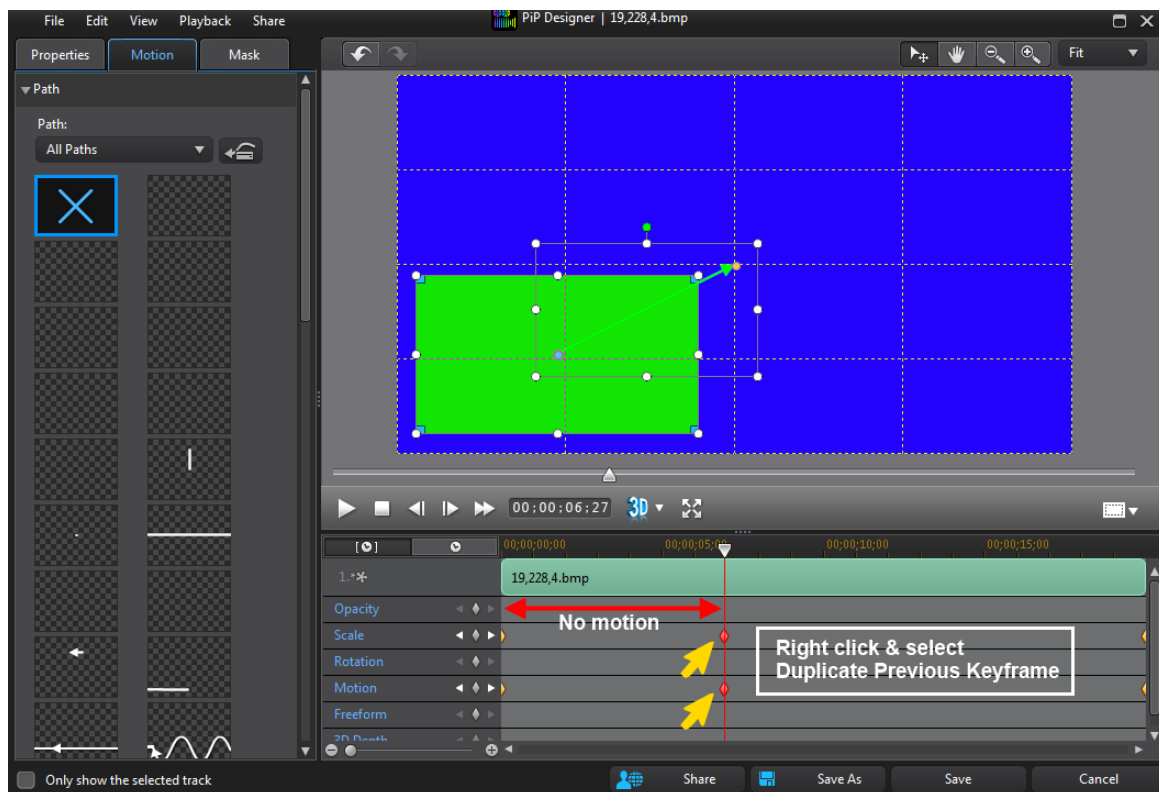 File Edit View Playback Share
PiP Designer | 19,228,4.bmp
Properties Motion Mask
Fit
Path
Path:
All Paths
00;00;06;27
3D
00;00;00;00 00;00;05;00 00;00;10;00 00;00;15;00
1.
19,228,4.bmp
Opacity
No motion
Scale
Rotation
Motion
Freeform
3D Depth
Right click & select
Duplicate Previous Keyframe
Only show the selected track
Share Save As Save Cancel